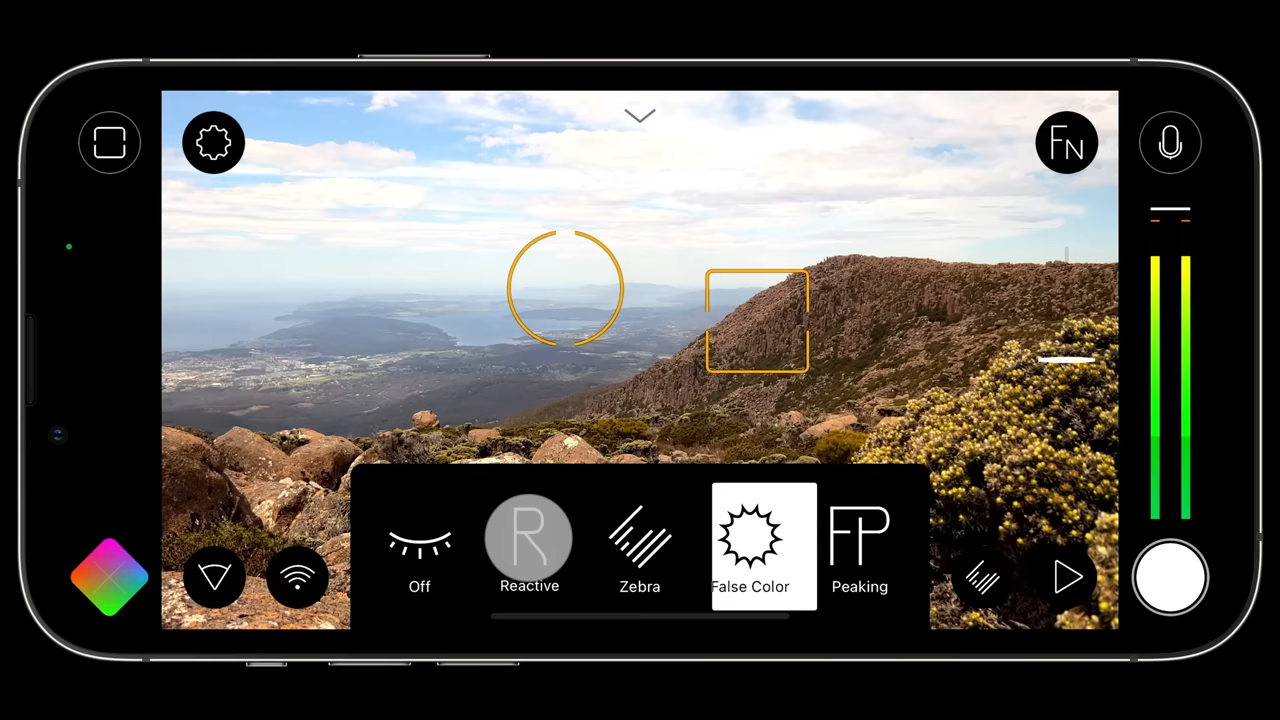 FN
R
FP
Off
Reactive
Zebra
False Color
Peaking